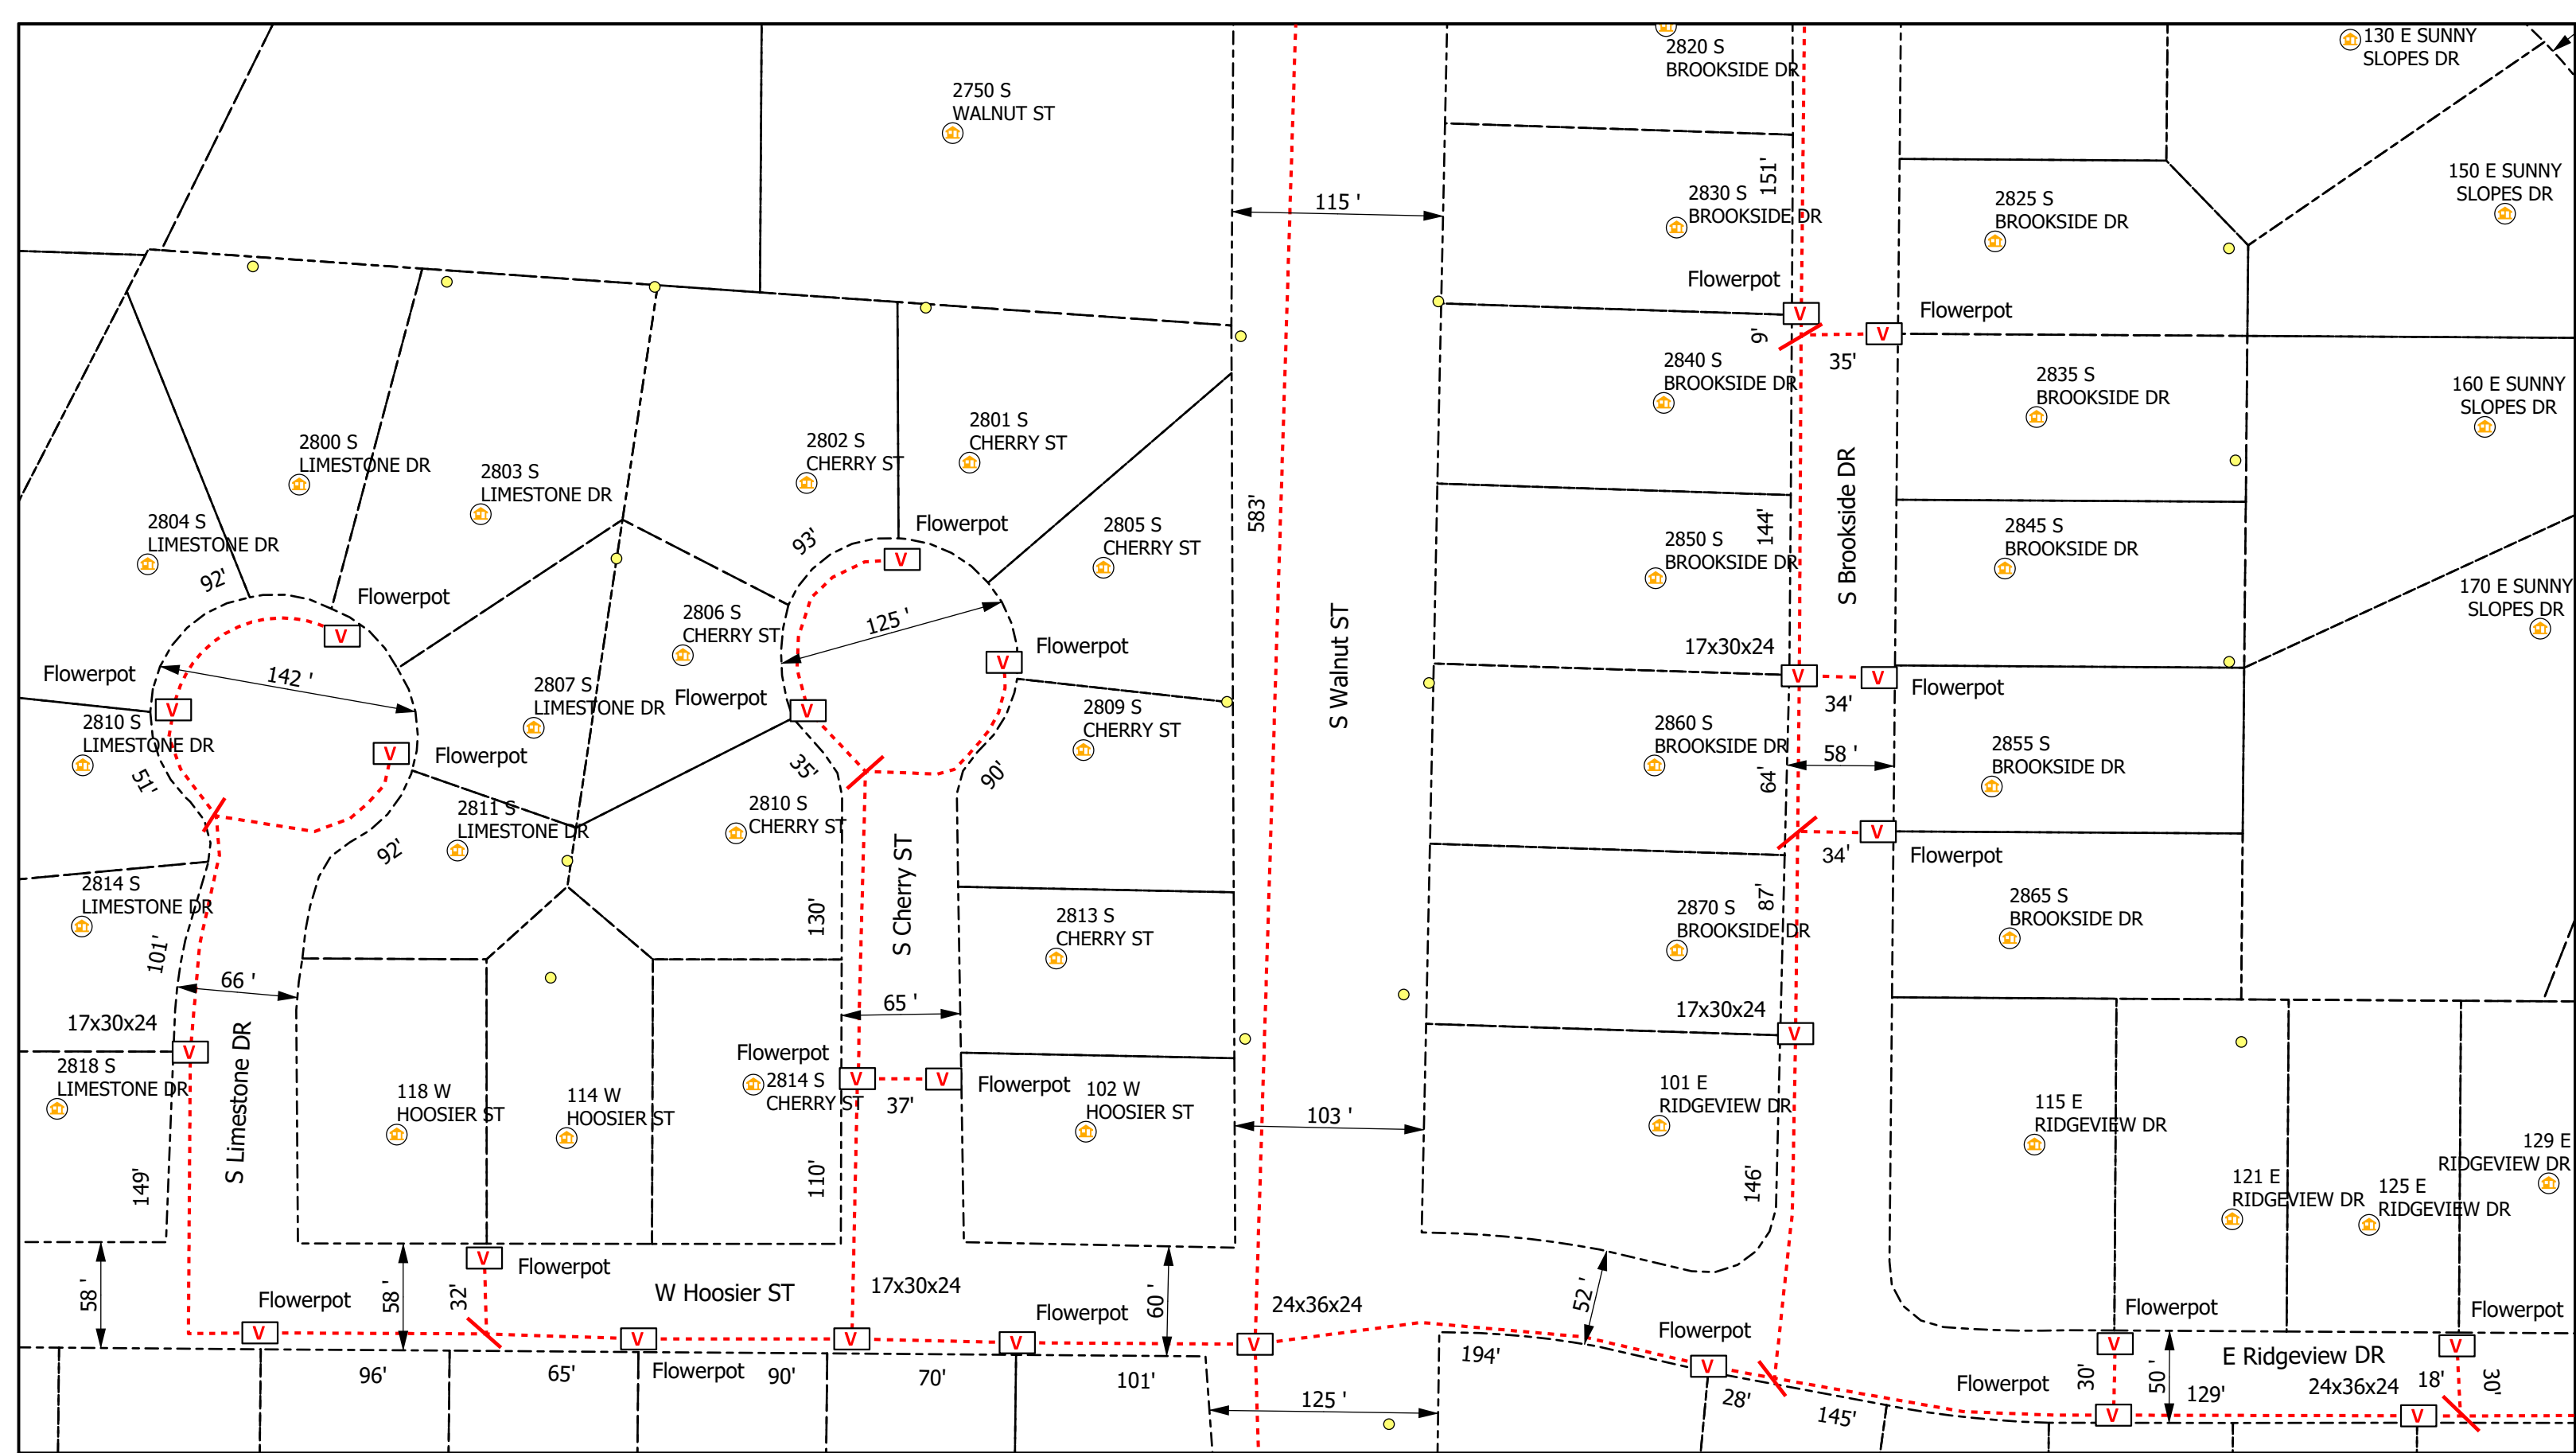 130 E SUNNY
SLOPES DR
2820 S
BROOKSIDE DR
2750 S
WALNUT ST
151'
150 E SUNNY
SLOPES DR
115 '
2830 S
BROOKSIDE DR
2825 S
BROOKSIDE DR
Flowerpot
V
Flowerpot
9'
V
35'
2840 S
BROOKSIDE DR
2835 S
BROOKSIDE DR
160 E SUNNY
SLOPES DR
2800 S
LIMESTONE DR
2803 S
LIMESTONE DR
2802 S
CHERRY ST
2801 S
CHERRY ST
2804 S
LIMESTONE DR
93'
Flowerpot
V
2805 S
CHERRY ST
583'
144'
S Brookside DR
2850 S
BROOKSIDE DR
2845 S
BROOKSIDE DR
170 E SUNNY
SLOPES DR
92'
Flowerpot
V
2806 S
CHERRY ST
125 '
Flowerpot
V
S Walnut ST
17x30x24
V
V
Flowerpot
34'
Flowerpot
V
142 '
2807 S
LIMESTONE DR
Flowerpot
V
2809 S
CHERRY ST
2810 S
LIMESTONE DR
V
Flowerpot
51'
35'
90'
2860 S
BROOKSIDE DR
58 '
64'
2855 S
BROOKSIDE DR
2811 S
LIMESTONE DR
92'
2810 S
CHERRY ST
V
34'
Flowerpot
2814 S
LIMESTONE DR
101'
130'
S Cherry ST
2813 S
CHERRY ST
87'
2870 S
BROOKSIDE DR
2865 S
BROOKSIDE DR
66 '
65 '
17x30x24
V
17x30x24
V
2818 S
LIMESTONE DR
S Limestone DR
149'
118 W
HOOSIER ST
114 W
HOOSIER ST
Flowerpot
2814 S
CHERRY ST
V
V
37'
Flowerpot
102 W
HOOSIER ST
110'
103 '
101 E
RIDGEVIEW DR
146'
115 E
RIDGEVIEW DR
121 E
RIDGEVIEW DR
125 E
RIDGEVIEW DR
129 E
RIDGEVIEW DR
58 '
58 '
V
Flowerpot
32'
W Hoosier ST
17x30x24
60 '
24x36x24
52 '
Flowerpot
V
V
Flowerpot
V
Flowerpot
V
V
Flowerpot
V
Flowerpot
V
Flowerpot
V
96'
65'
90'
70'
101'
125 '
194'
28'
145'
Flowerpot
V
30'
50 '
E Ridgeview DR
129'
24x36x24
V
18'
30'